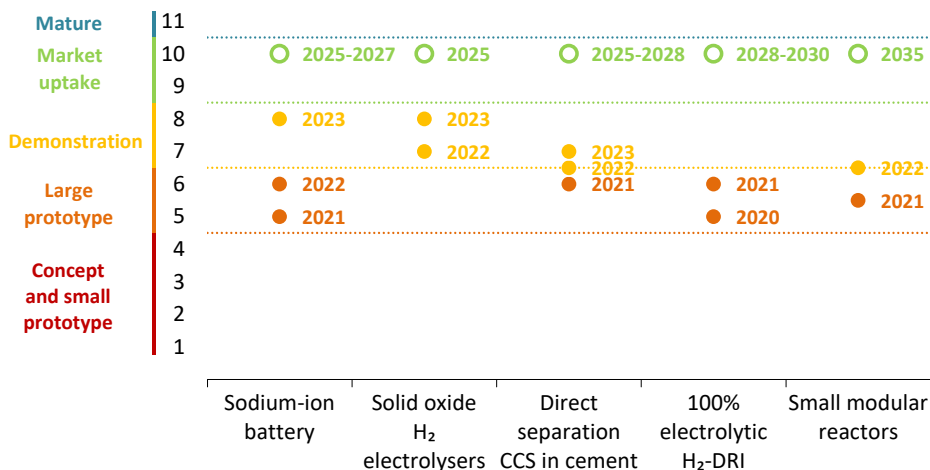 Mature
11
Market
uptake
10
9
Demonstration
8
7
Large
prototype
6
5
Concept
and small
prototype
4
3
2
1
2025-2027
2025
2025-2028
2028-2030
2035
2023
2023
2022
2023
2022
2022
2022
2021
2021
2021
2021
2020
Sodium-ion
battery
Solid oxide
H₂
electrolysers
Direct
separation
CCS in cement
100%
electrolytic
H₂-DRI
Small modular
reactors